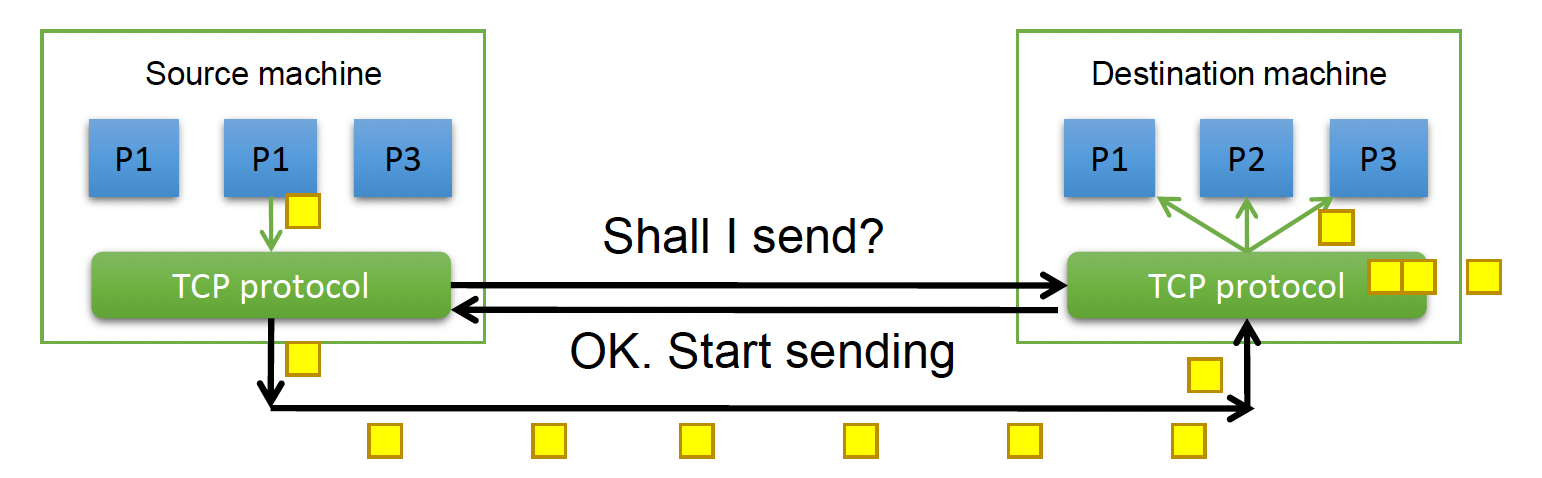 Source machine
Destination machine
P1
P1
P3
P1
P2
P3
Shall I send?
TCP protocol
TCP protocol
OK. Start sending